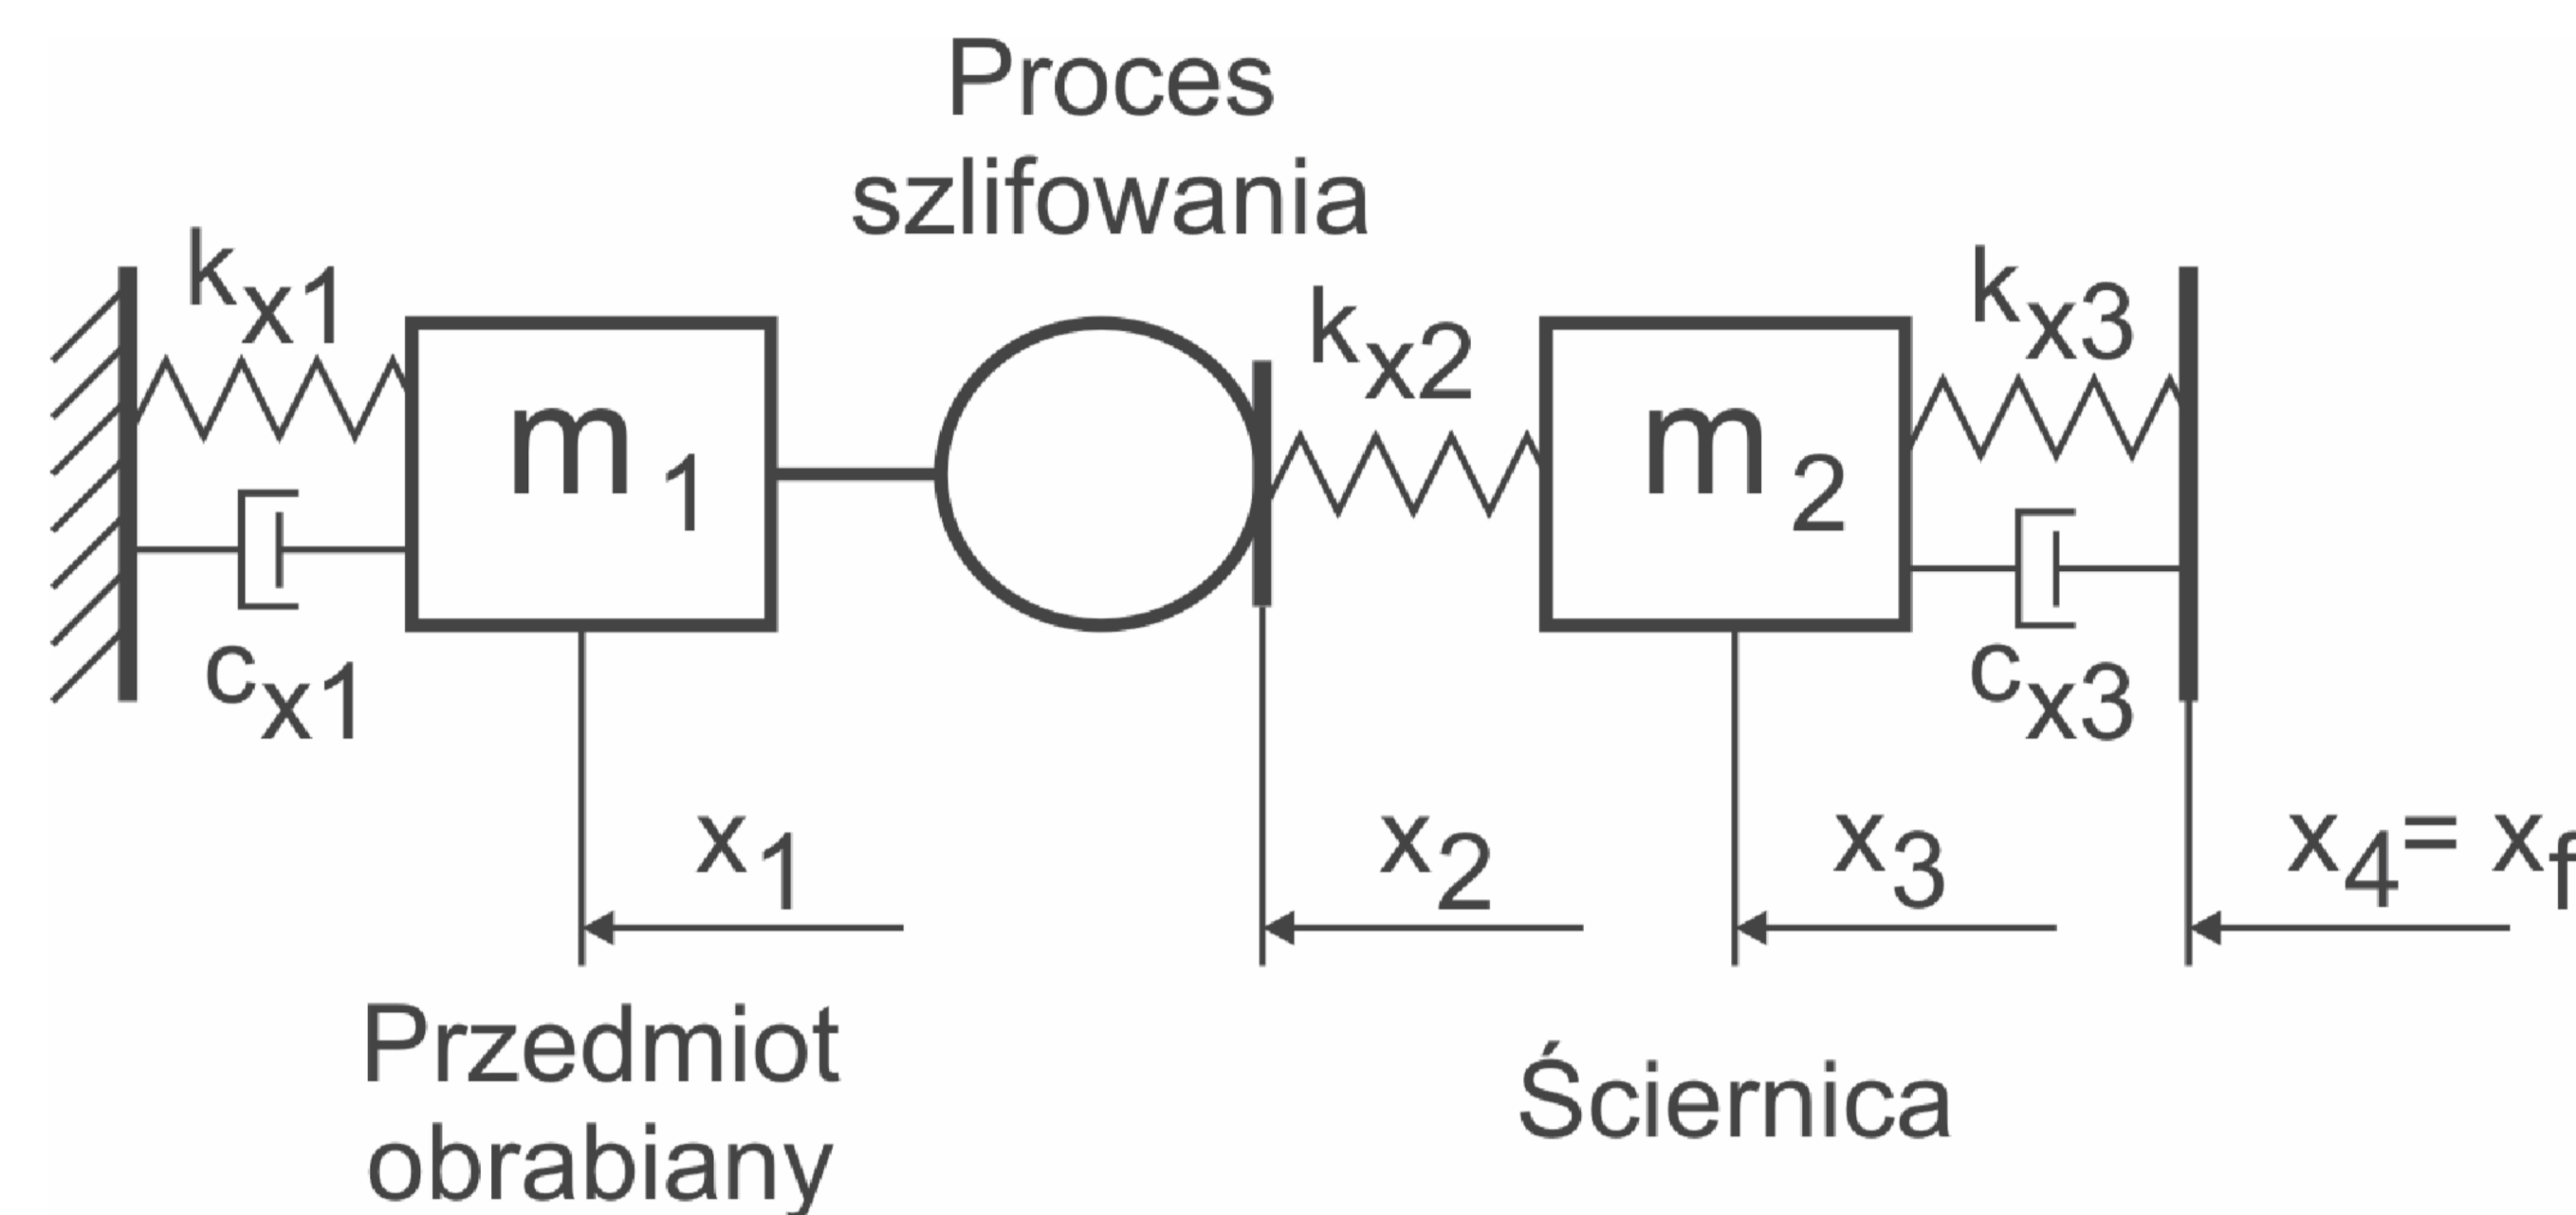 Proces
szlifowania
kx1
kx2
kx3
m1
m2
cx1
cx3
x1
x2
x3
x4= xf
Przedmiot
obrabiany
Ściernica